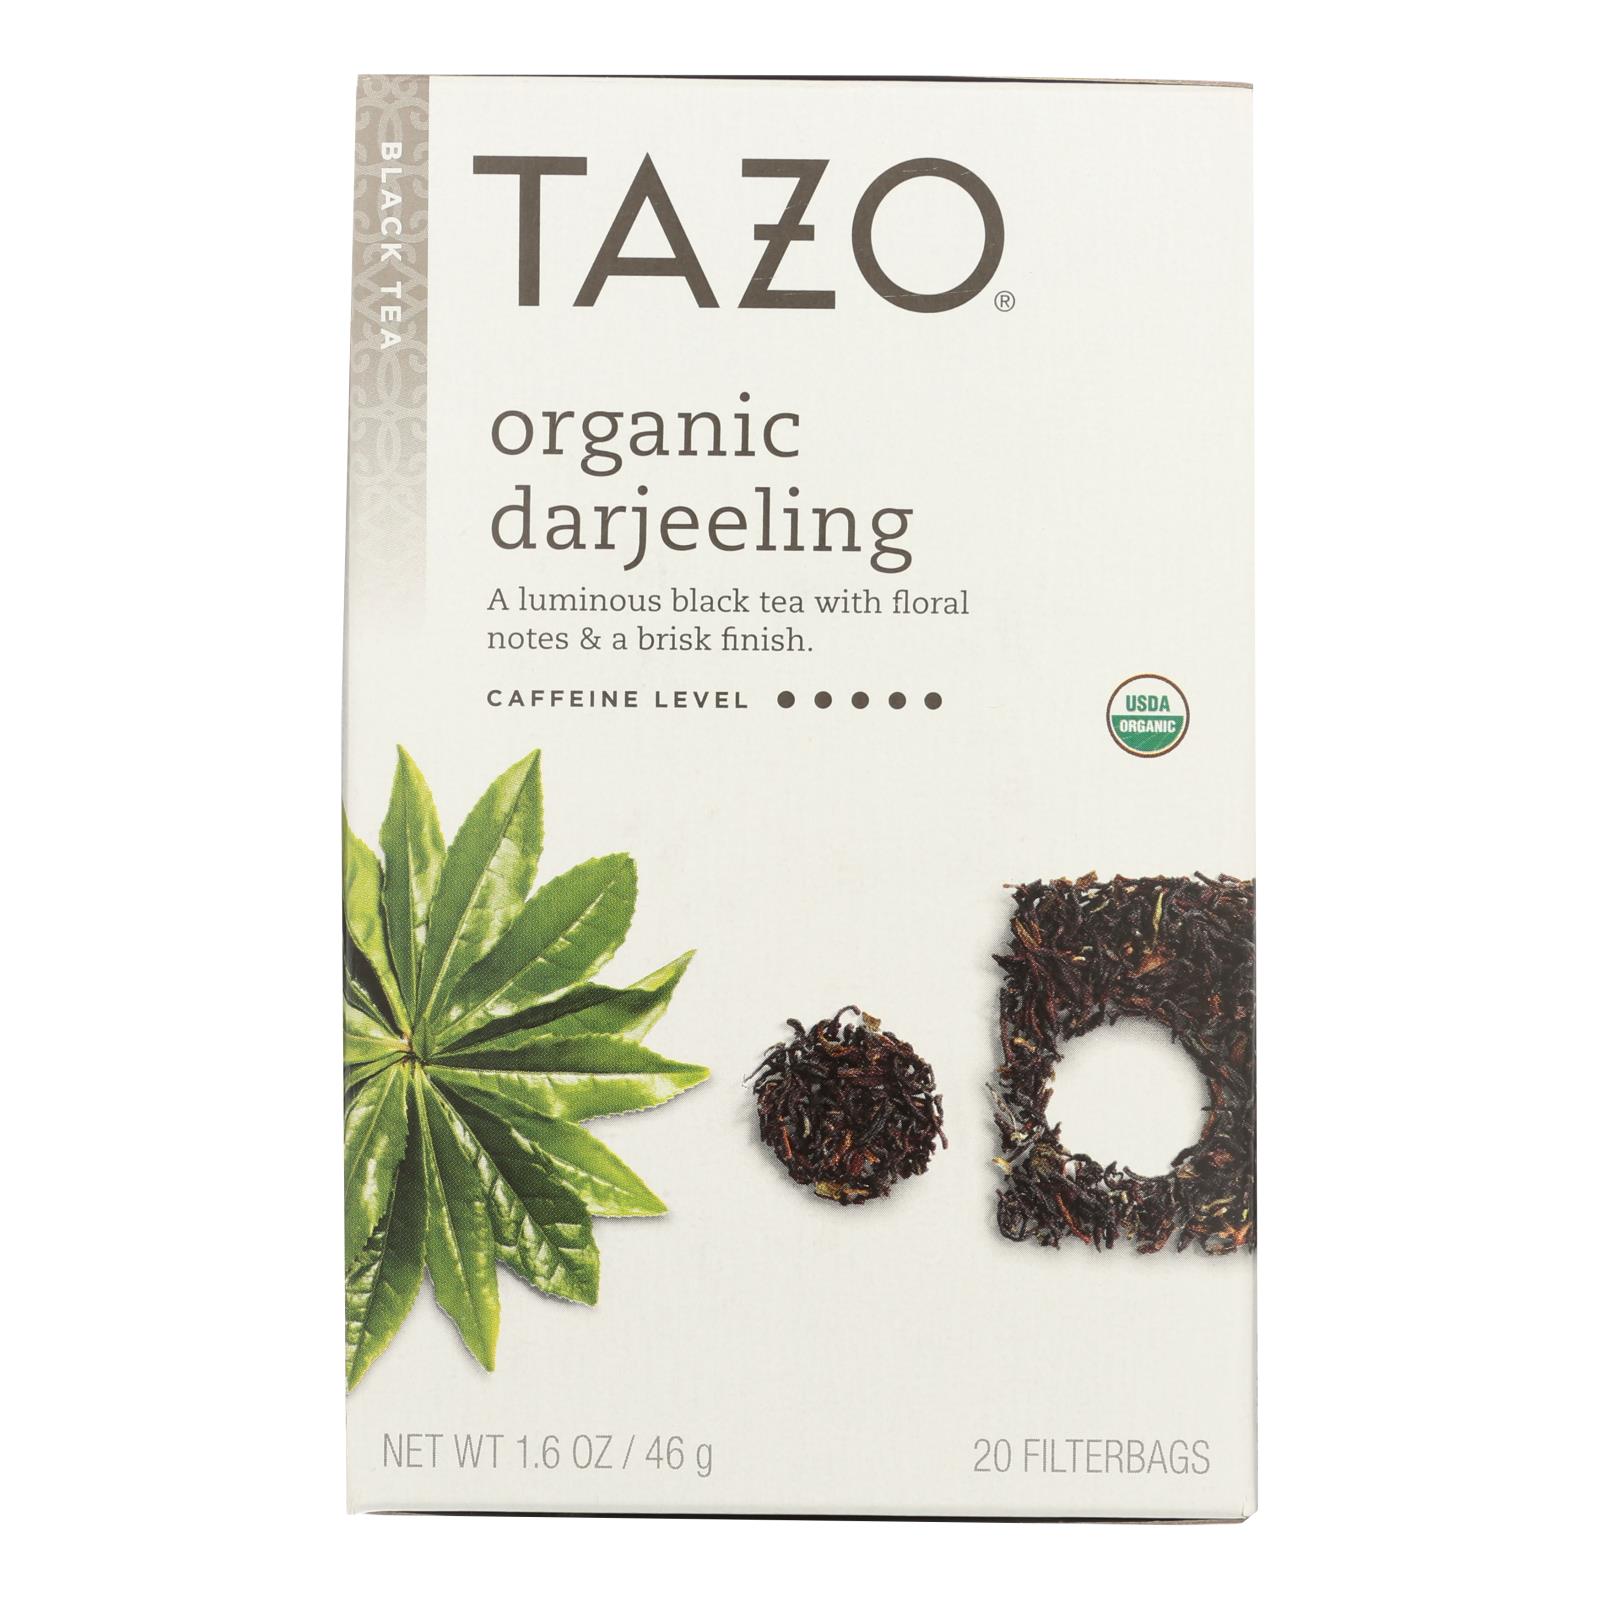 BLACK TEA
TAZO®
organic
darjeeling
A luminous black tea with floral
notes & a brisk finish.
CAFFEINE LEVEL ● ● ● ● ●
USDA
ORGANIC
NET WT 1.6 OZ / 46 g
20 FILTERBAGS